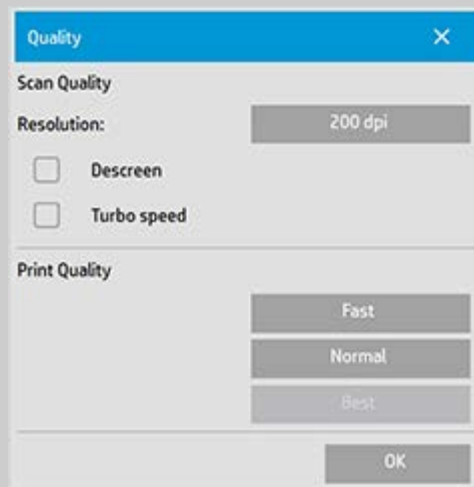 Quality
Scan Quality
Resolution: 200 dpi
Descreen
Turbo speed
Print Quality
Fast
Normal
Best
OK